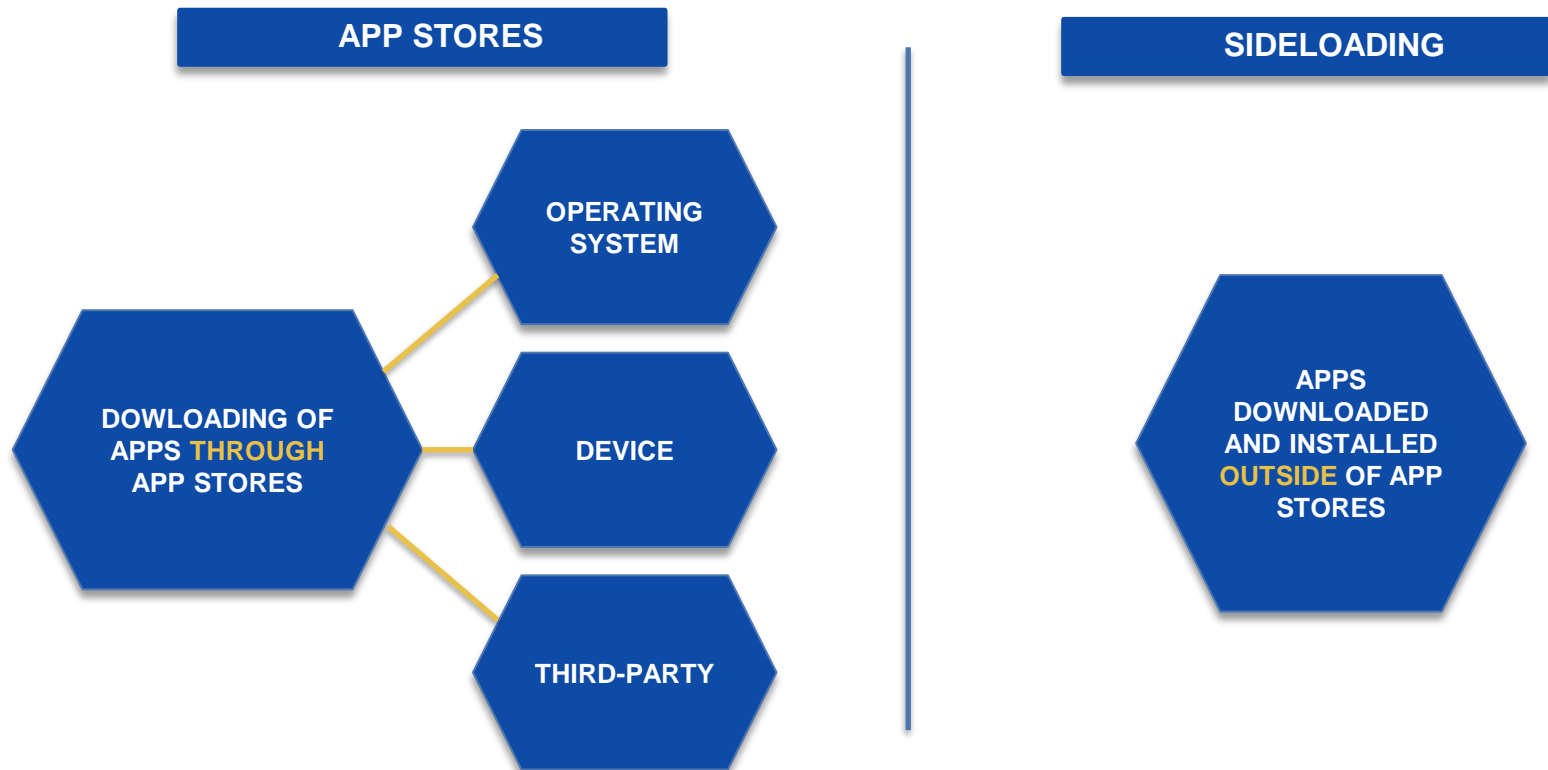 APP STORES
SIDELOADING
OPERATING
SYSTEM
DOWLOADING OF
APPS THROUGH
APP STORES
DEVICE
THIRD-PARTY
APPS
DOWNLOADED
AND INSTALLED
OUTSIDE OF APP
STORES